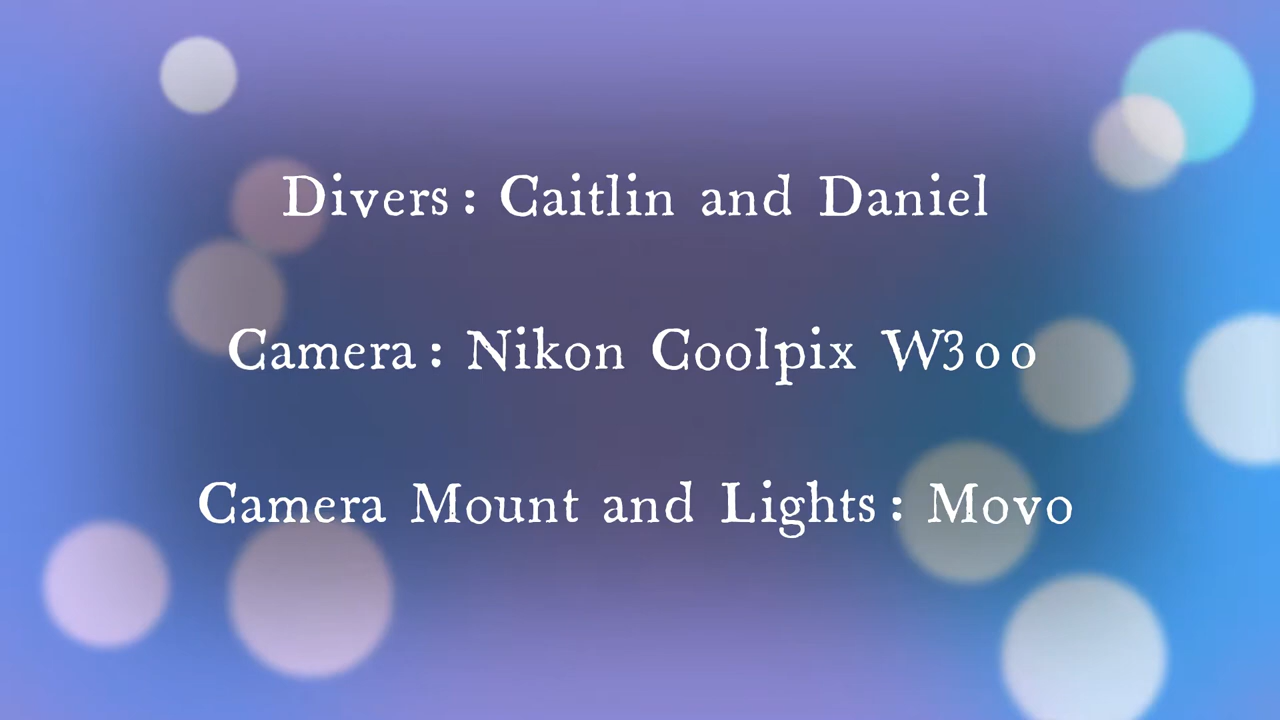 Divers: Caitlin and Daniel
Camera: Nikon Coolpix W300
Camera Mount and Lights: Movo